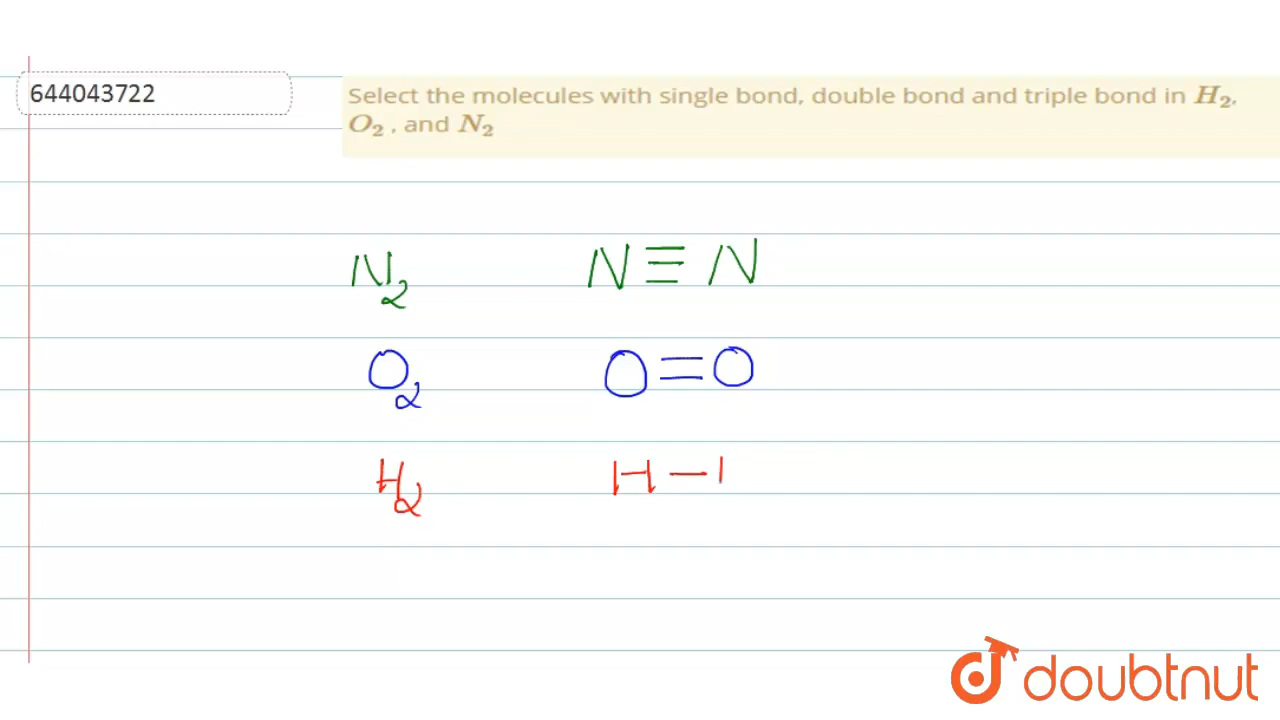 644043722
Select the molecules with single bond, double bond and triple bond in H₂,
O₂ , and N₂
N₂ N ≡ N
O₂ O = O
H₂ H – I
doubtnut